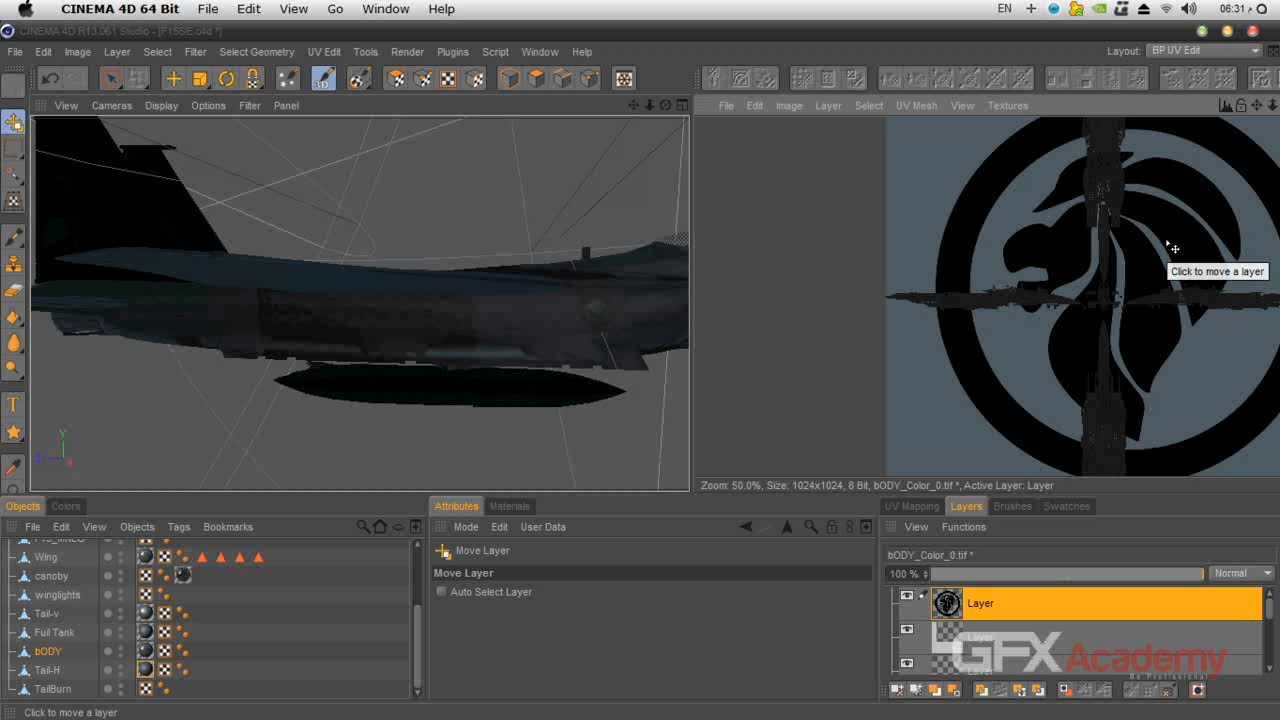 CINEMA 4D 64 Bit File Edit View Go Window Help EN 06:31 م
CINEMA 4D R13.061 Studio - [F15SE.c4d *]
File Edit Image Layer Select Filter Select Geometry UV Edit Tools Render Plugins Script Window Help Layout: BP UV Edit
3D
View Cameras Display Options Filter Panel
File Edit Image Layer Select UV Mesh View Textures
Click to move a layer
T
Y
X
Zoom: 50.0%, Size: 1024x1024, 8 Bit, bODY_Color_0.tif *, Active Layer: Layer
Objects Colors
Attributes Materials
UV Mapping Layers Brushes Swatches
File Edit View Objects Tags Bookmarks
Mode Edit User Data
View Functions
Wing
canoby
winglights
Tail-v
Full Tank
bODY
Tail-H
TailBurn
Move Layer
Move Layer
Auto Select Layer
bODY_Color_0.tif *
100 % Normal
Layer
Layer
Layer
GFX Academy
Be Profissional
Click to move a layer